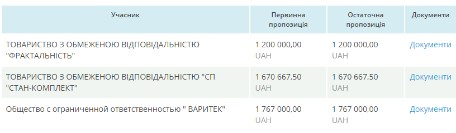 Учасник Первинна пропозиція Остаточна пропозиція Документи
ТОВАРИСТВО З ОБМЕЖЕНОЮ ВІДПОВІДАЛЬНІСТЮ "ФРАКТАЛЬНІСТЬ" 1 200 000,00 UAH 1 200 000,00 UAH Документи
ТОВАРИСТВО З ОБМЕЖЕНОЮ ВІДПОВІДАЛЬНІСТЮ "СП "СТАН-КОМПЛЕКТ" 1 670 667.50 UAH 1 670 667.50 UAH Документи
Общество с ограниченной ответственностью " ВАРИТЕК" 1 767 000,00 UAH 1 767 000,00 UAH Документи